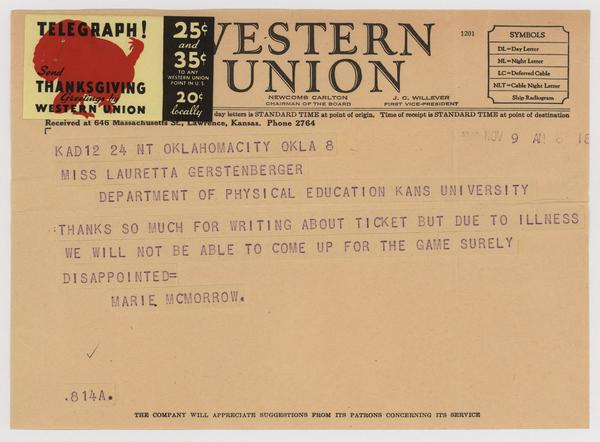 TELEGRAPH!
Send
THANKSGIVING
Greetings by
WESTERN UNION
25¢
and
35¢
TO ANY
WESTERN UNION
POINT IN U.S.
20¢
locally
WESTERN
UNION
1201
SYMBOLS
DL=Day Letter
NL=Night Letter
LC=Deferred Cable
NLT=Cable Night Letter
Ship Radiogram
NEWCOMB CARLTON
CHAIRMAN OF THE BOARD
J. C. WILLEVER
FIRST VICE-PRESIDENT
day letters is STANDARD TIME at point of origin. Time of receipt is STANDARD TIME at point of destination
Received at 646 Massachusetts St., Lawrence, Kansas. Phone 2764
NOV 9 AM 8 18
KAD12 24 NT OKLAHOMACITY OKLA 8
MISS LAURETTA GERSTENBERGER
DEPARTMENT OF PHYSICAL EDUCATION KANS UNIVERSITY
:THANKS SO MUCH FOR WRITING ABOUT TICKET BUT DUE TO ILLNESS
WE WILL NOT BE ABLE TO COME UP FOR THE GAME SURELY
DISAPPOINTED=
MARIE MCMORROW.
.814A.
THE COMPANY WILL APPRECIATE SUGGESTIONS FROM ITS PATRONS CONCERNING ITS SERVICE